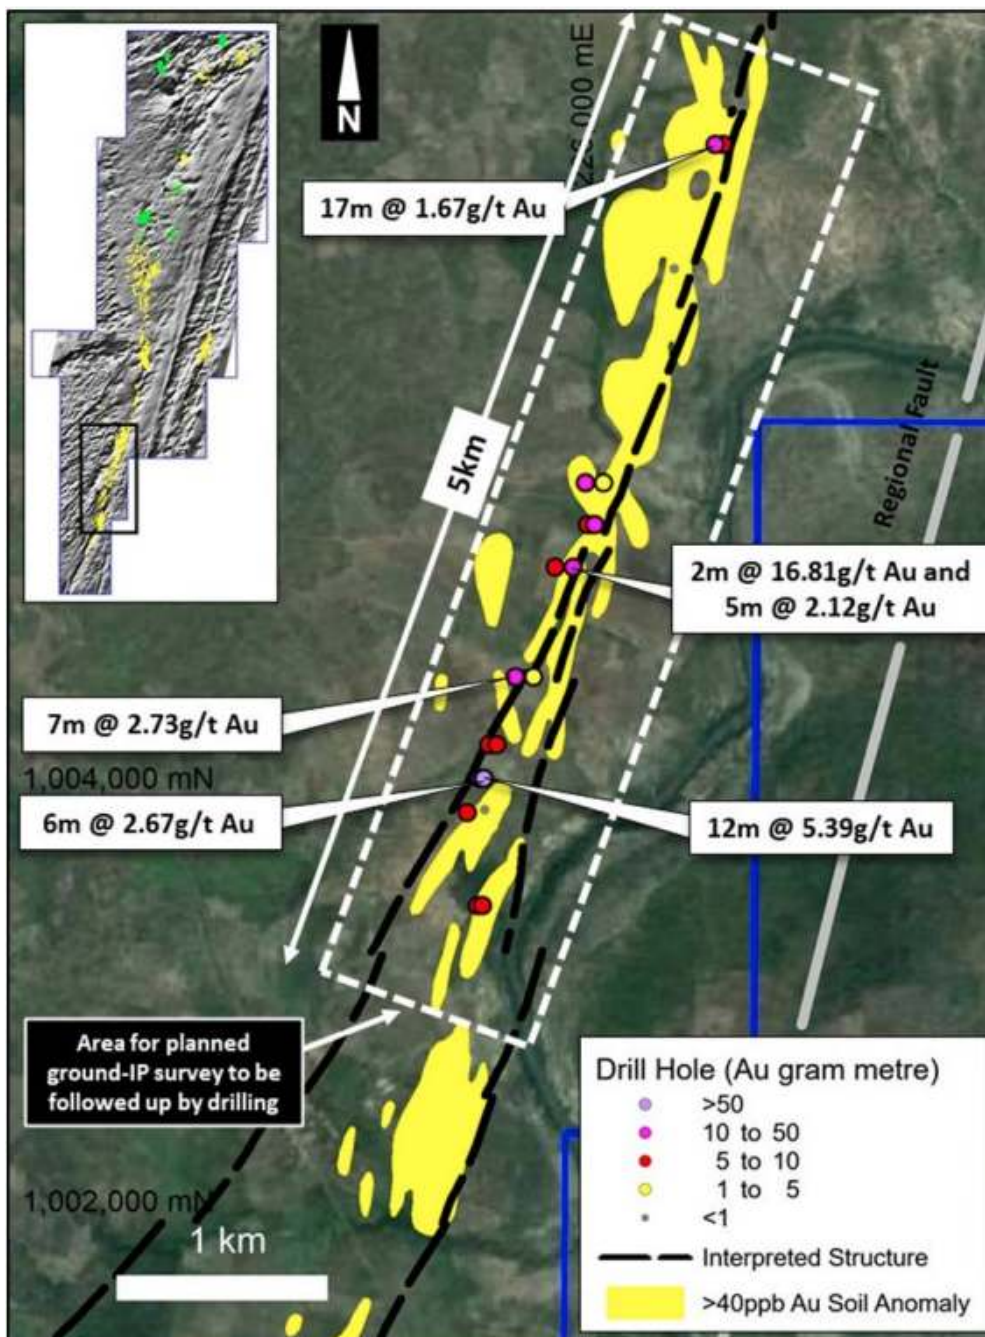 N
226,000 mE
17m @ 1.67g/t Au
5km
Regional Fault
2m @ 16.81g/t Au and
5m @ 2.12g/t Au
7m @ 2.73g/t Au
1,004,000 mN
6m @ 2.67g/t Au
12m @ 5.39g/t Au
Area for planned
ground-IP survey to be
followed up by drilling
1,002,000 mN
1 km
Drill Hole (Au gram metre)
>50
10 to 50
5 to 10
1 to 5
<1
Interpreted Structure
>40ppb Au Soil Anomaly